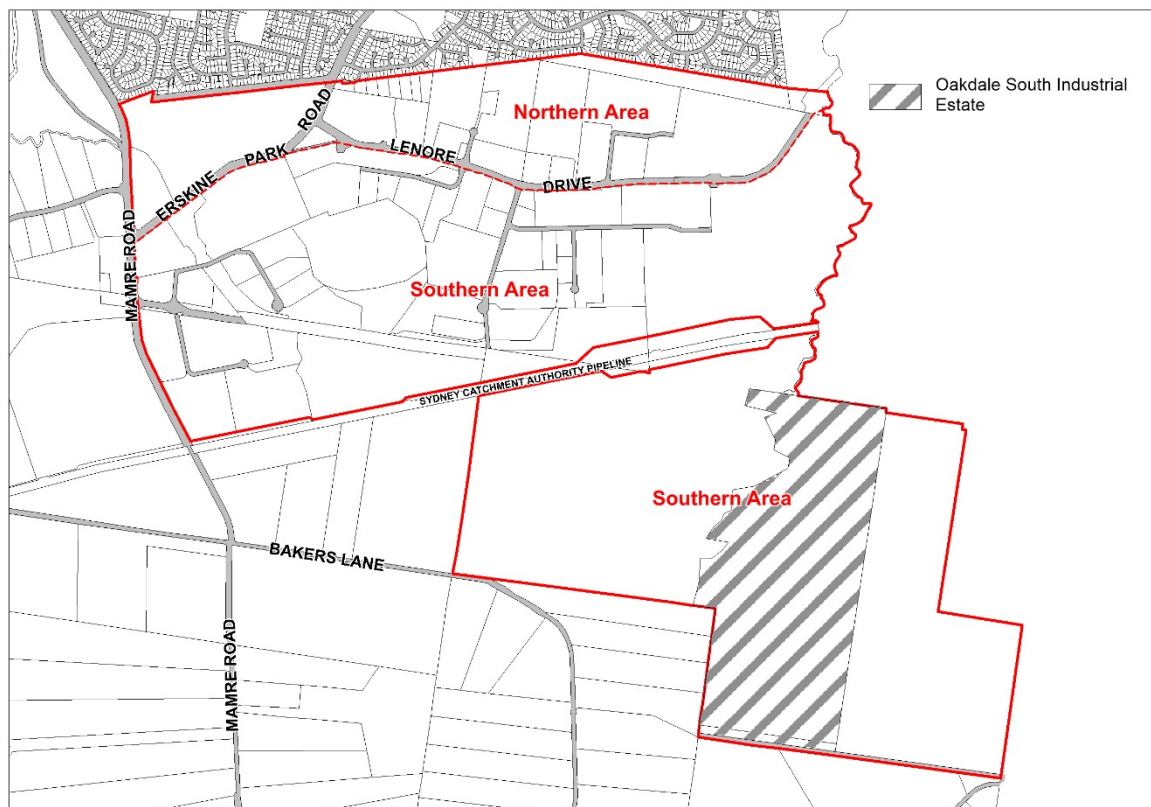 Oakdale South Industrial
Estate
Northern Area
ERSKINE PARK ROAD
LENORE DRIVE
MAMRE ROAD
Southern Area
SYDNEY CATCHMENT AUTHORITY PIPELINE
Southern Area
BAKERS LANE
MAMRE ROAD